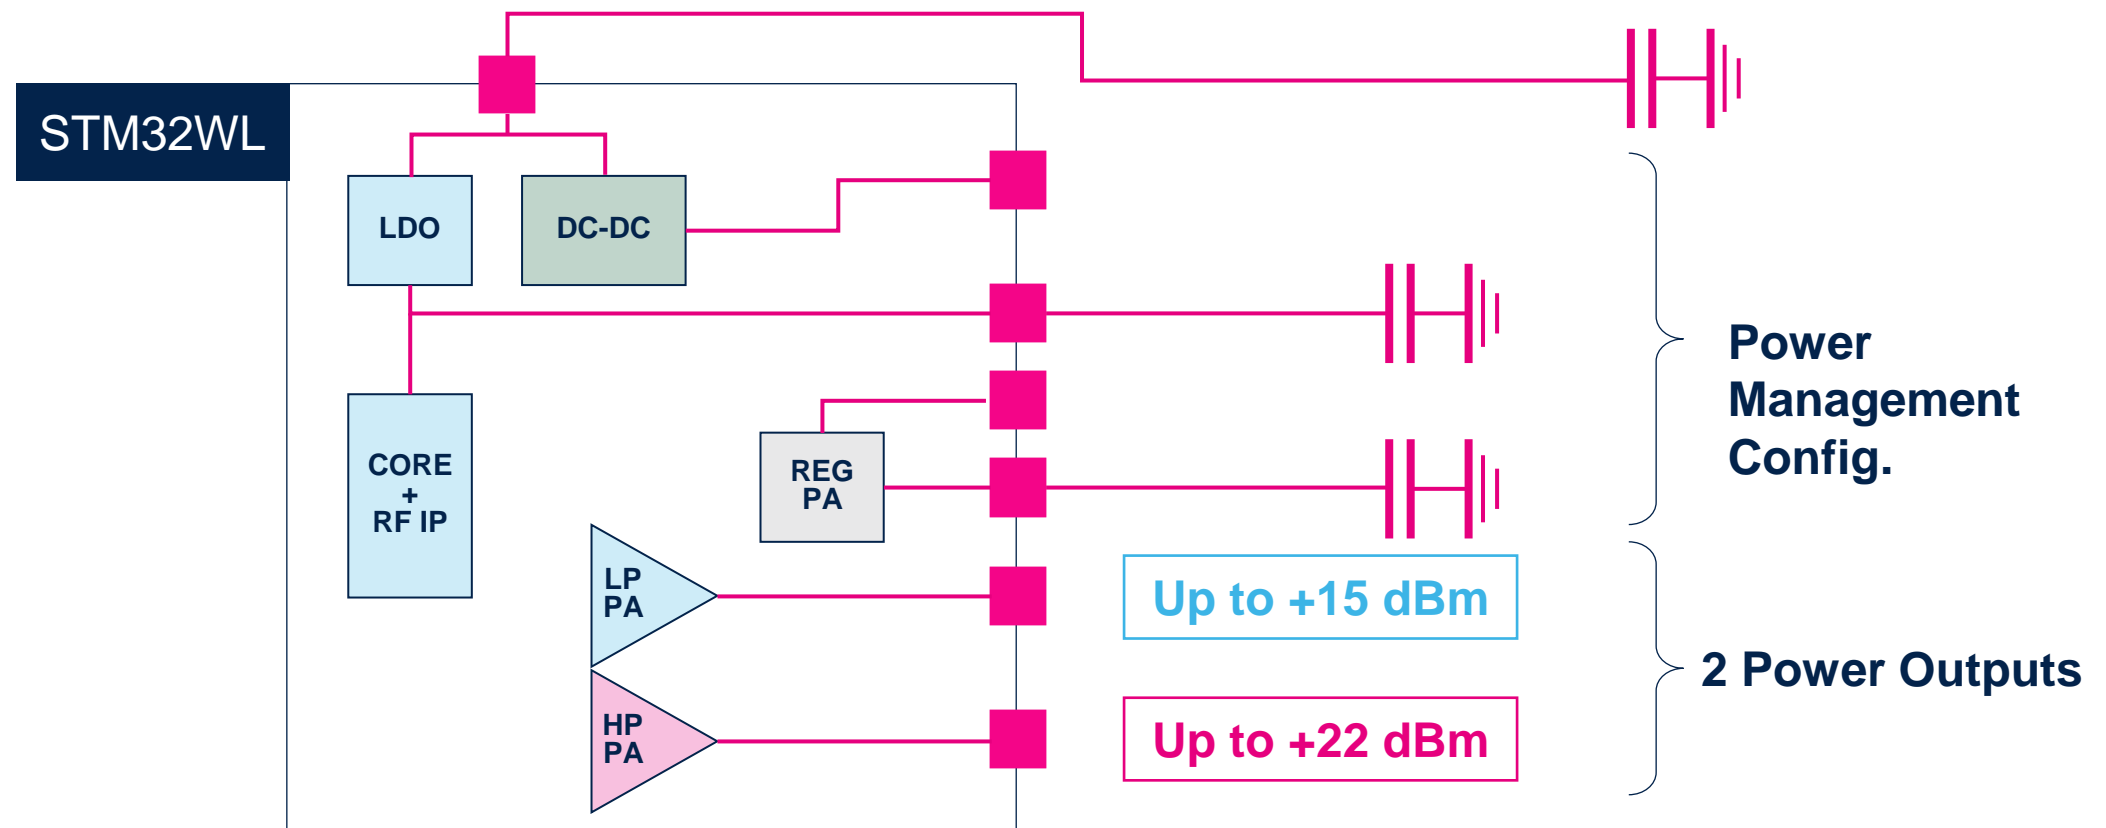 STM32WL
LDO
DC-DC
CORE
+
RF IP
REG
PA
LP
PA
HP
PA
Up to +15 dBm
Up to +22 dBm
Power
Management
Config.
2 Power Outputs